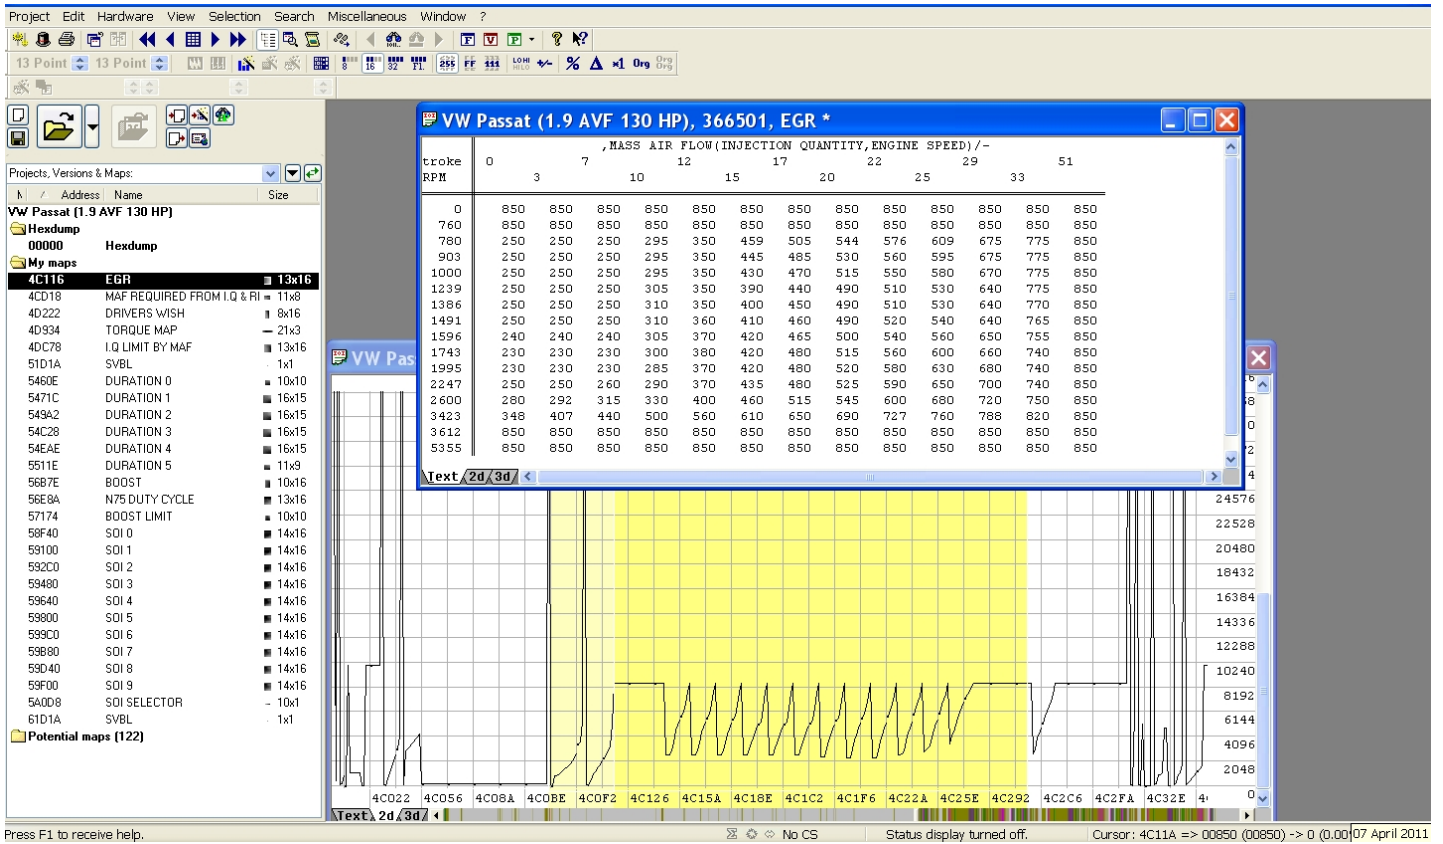 Project Edit Hardware View Selection Search Miscellaneous Window ?
13 Point 13 Point 8 16 32 Fl. 255 FF 111 LOHI HILO +/- % Δ ×1 Org Org
Projects, Versions & Maps:
Address Name Size
VW Passat (1.9 AVF 130 HP)
Hexdump
00000 Hexdump
My maps
4C116 EGR 13x16
4CD18 MAF REQUIRED FROM I.Q & RI 11x8
4D222 DRIVERS WISH 8x16
4D934 TORQUE MAP 21x3
4DC78 I.Q LIMIT BY MAF 13x16
51D1A SVBL 1x1
5460E DURATION 0 10x10
5471C DURATION 1 16x15
549A2 DURATION 2 16x15
54C28 DURATION 3 16x15
54EAE DURATION 4 16x15
5511E DURATION 5 11x9
56B7E BOOST 10x16
56E8A N75 DUTY CYCLE 13x16
57174 BOOST LIMIT 10x10
58F40 SOI 0 14x16
59100 SOI 1 14x16
592C0 SOI 2 14x16
59480 SOI 3 14x16
59640 SOI 4 14x16
59800 SOI 5 14x16
599C0 SOI 6 14x16
59B80 SOI 7 14x16
59D40 SOI 8 14x16
59F00 SOI 9 14x16
5A0D8 SOI SELECTOR 10x1
61D1A SVBL 1x1
Potential maps (122)
VW Passat (1.9 AVF 130 HP), 366501, EGR *
,MASS AIR FLOW(INJECTION QUANTITY,ENGINE SPEED)/-
troke 0 7 12 17 22 29 51
RPM 3 10 15 20 25 33
0 850 850 850 850 850 850 850 850 850 850 850 850 850
760 850 850 850 850 850 850 850 850 850 850 850 850 850
780 250 250 250 295 350 459 505 544 576 609 675 775 850
903 250 250 250 295 350 445 485 530 560 595 675 775 850
1000 250 250 250 295 350 430 470 515 550 580 670 775 850
1239 250 250 250 305 350 390 440 490 510 530 640 775 850
1386 250 250 250 310 350 400 450 490 510 530 640 770 850
1491 250 250 250 310 360 410 460 490 520 540 640 765 850
1596 240 240 240 305 370 420 465 500 540 560 650 755 850
1743 230 230 230 300 380 420 480 515 560 600 660 740 850
1995 230 230 230 285 370 420 480 520 580 630 680 740 850
2247 250 250 260 290 370 435 480 525 590 650 700 740 850
2600 280 292 315 330 400 460 515 545 600 680 720 750 850
3423 348 407 440 500 560 610 650 690 727 760 788 820 850
3612 850 850 850 850 850 850 850 850 850 850 850 850 850
5355 850 850 850 850 850 850 850 850 850 850 850 850 850
Text 2d 3d
VW Pas
24576
22528
20480
18432
16384
14336
12288
10240
8192
6144
4096
2048
0
4C022 4C056 4C08A 4C0BE 4C0F2 4C126 4C15A 4C18E 4C1C2 4C1F6 4C22A 4C25E 4C292 4C2C6 4C2FA 4C32E
Text 2d 3d
Press F1 to receive help. No CS Status display turned off. Cursor: 4C11A => 00850 (00850) -> 0 (0.00 07 April 2011